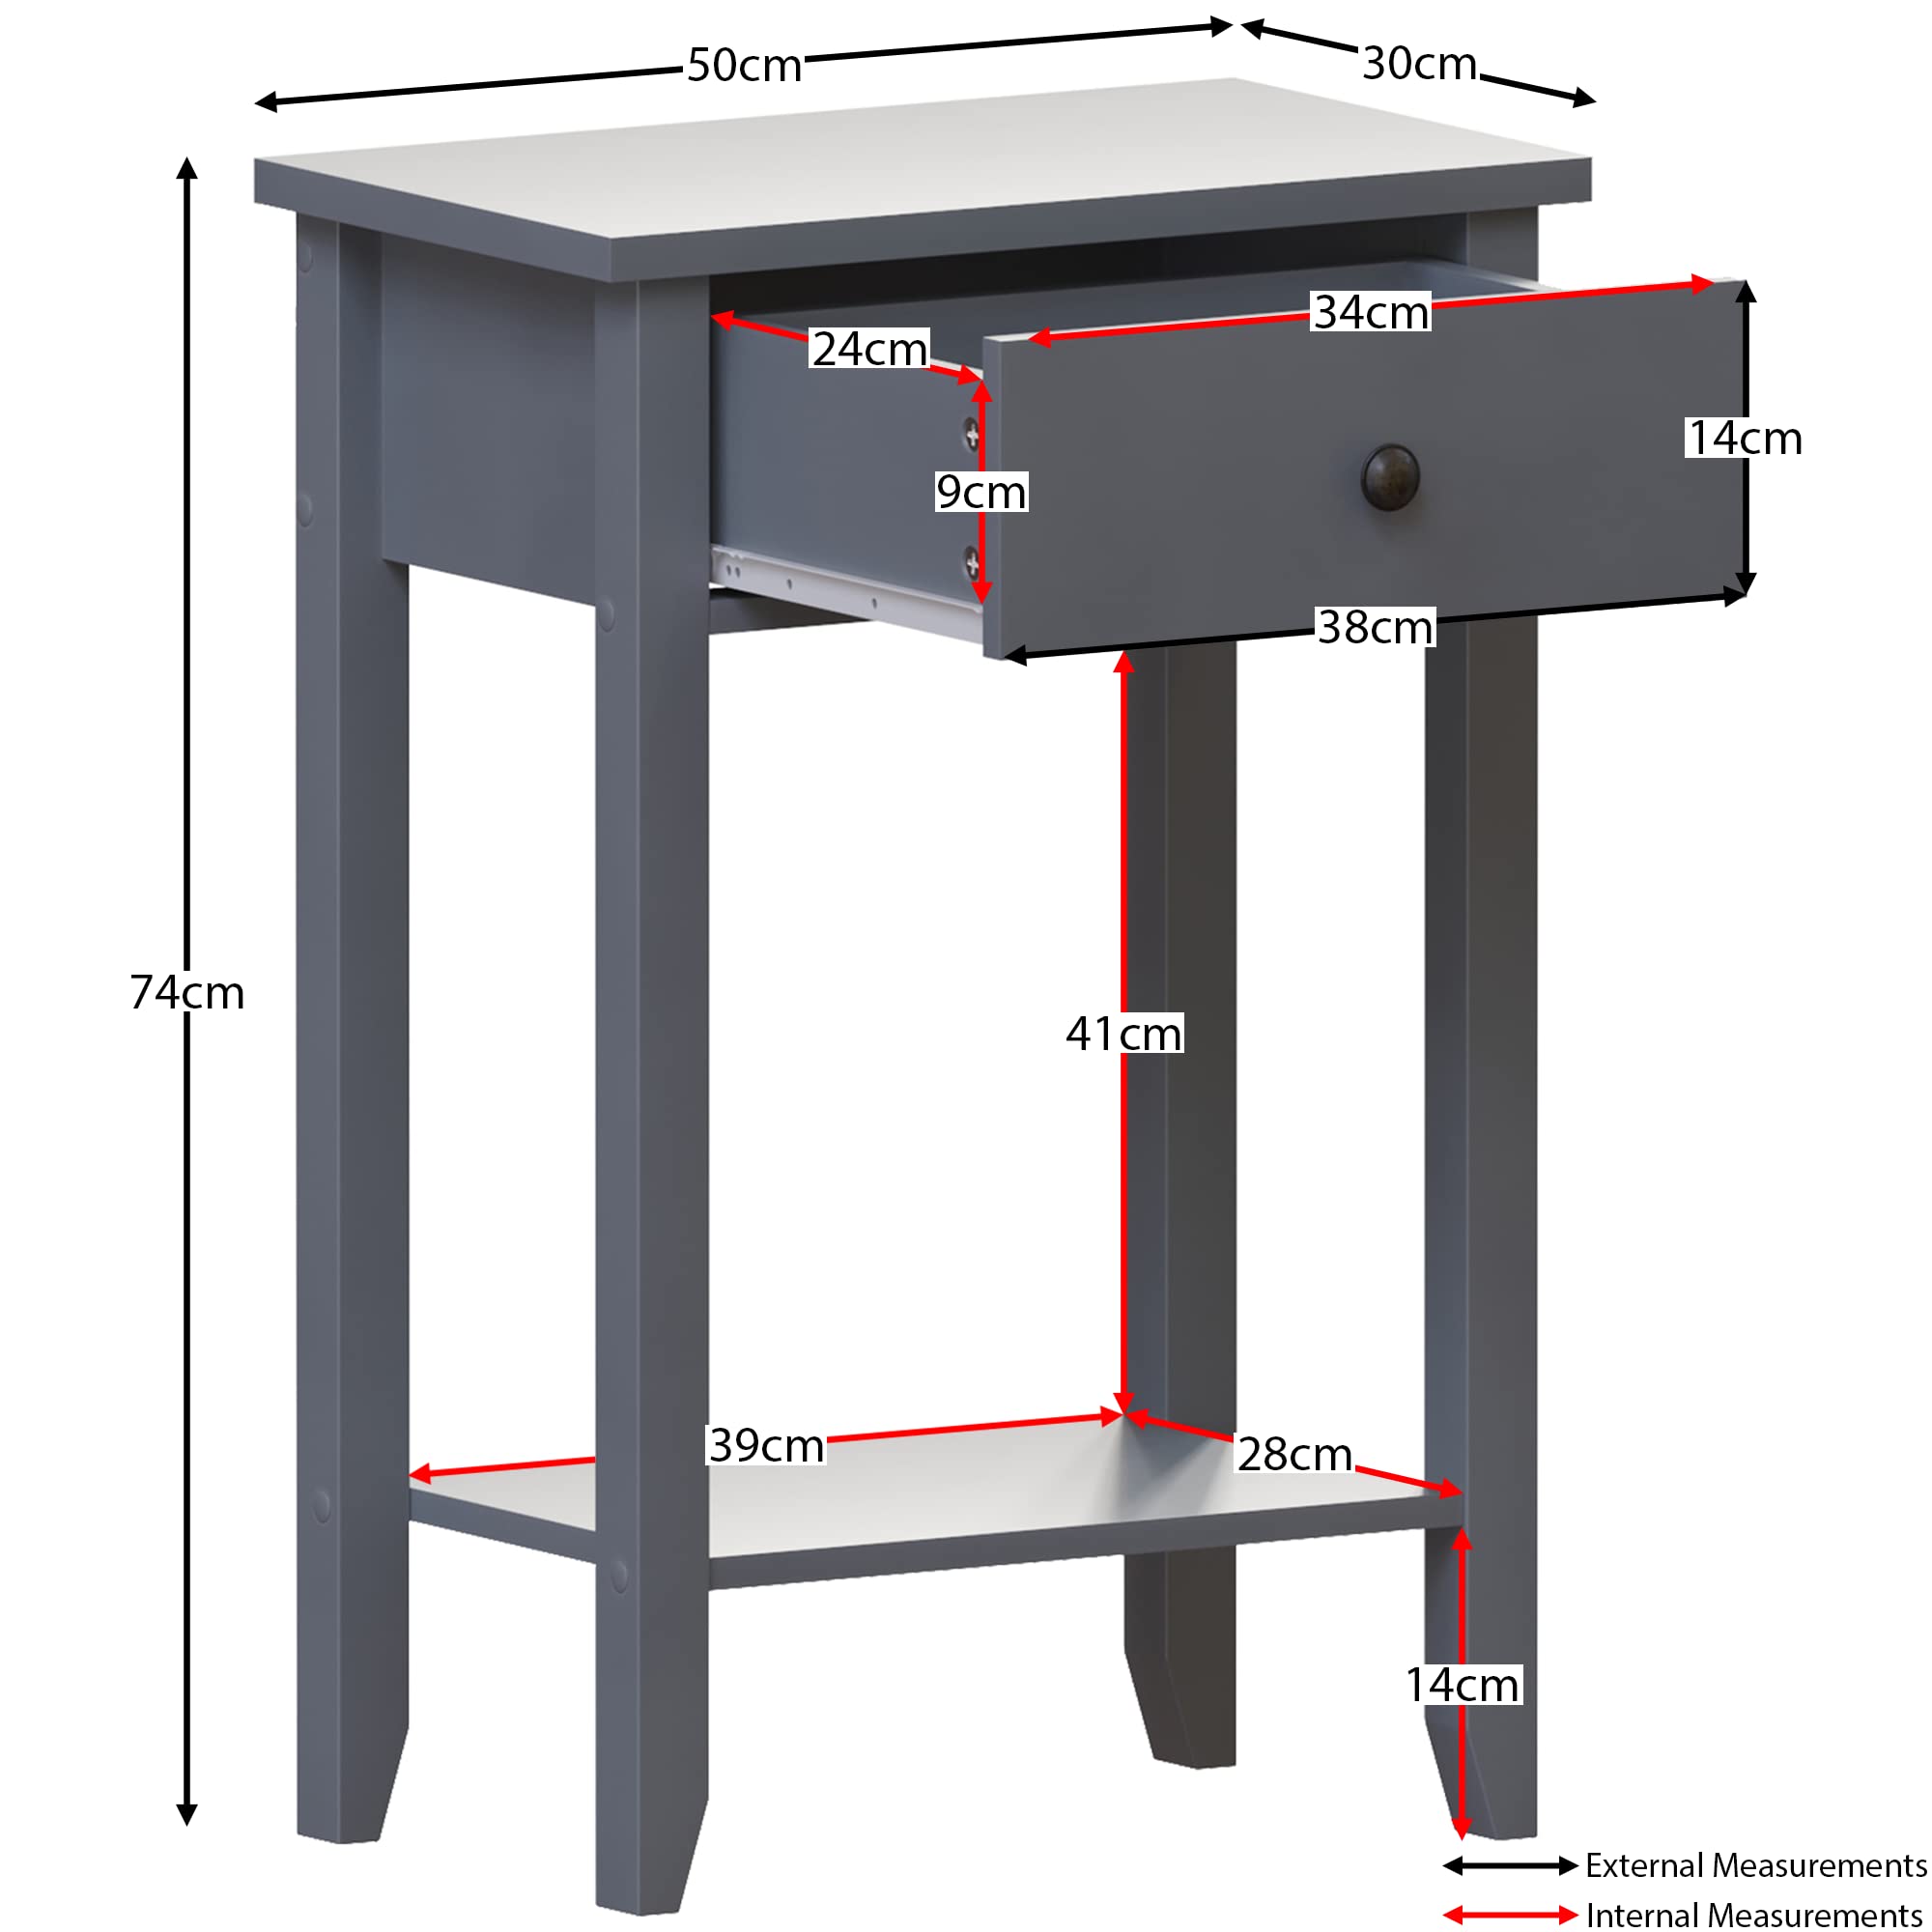 50cm
30cm
34cm
24cm
14cm
9cm
38cm
74cm
41cm
39cm
28cm
14cm
External Measurements
Internal Measurements